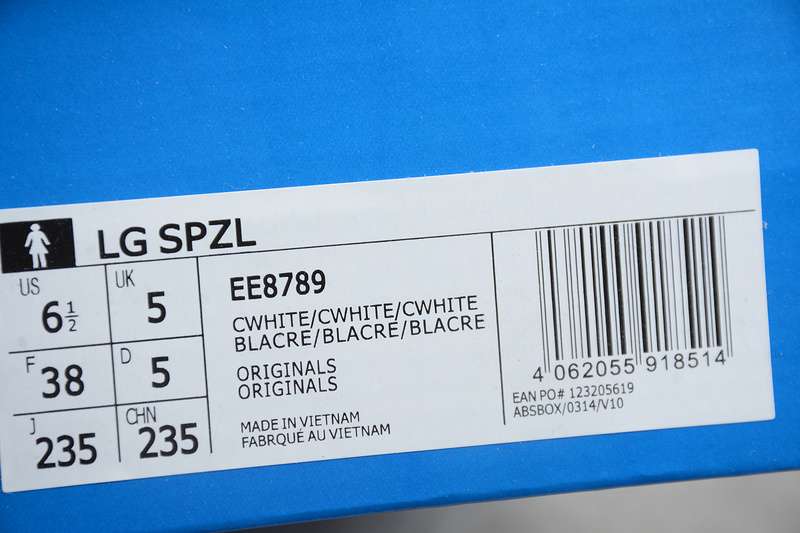 LG SPZL
US 6½
UK 5
F 38
D 5
J 235
CHN 235
EE8789
CWHITE/CWHITE/CWHITE
BLACRE/BLACRE/BLACRE
ORIGINALS
ORIGINALS
MADE IN VIETNAM
FABRQUÉ AU VIETNAM
4 062055 918514
EAN PO# 123205619
ABSBOX/0314/V10